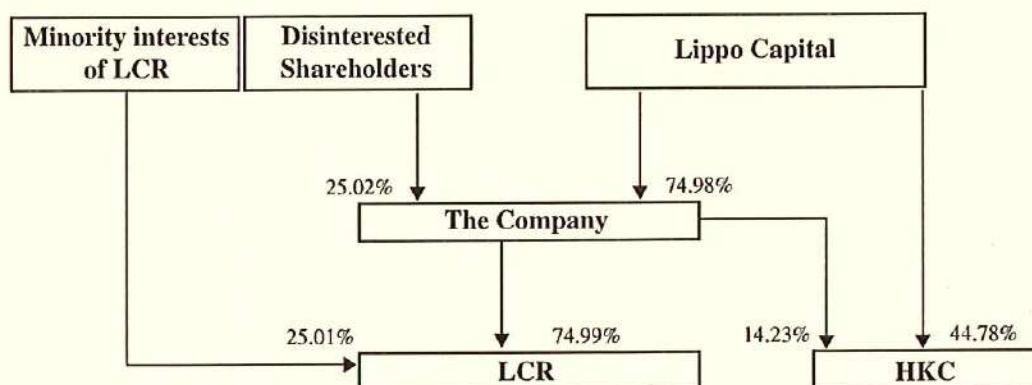 Minority interests
of LCR
Disinterested
Shareholders
Lippo Capital
25.02%
74.98%
The Company
25.01%
74.99%
14.23%
44.78%
LCR
HKC